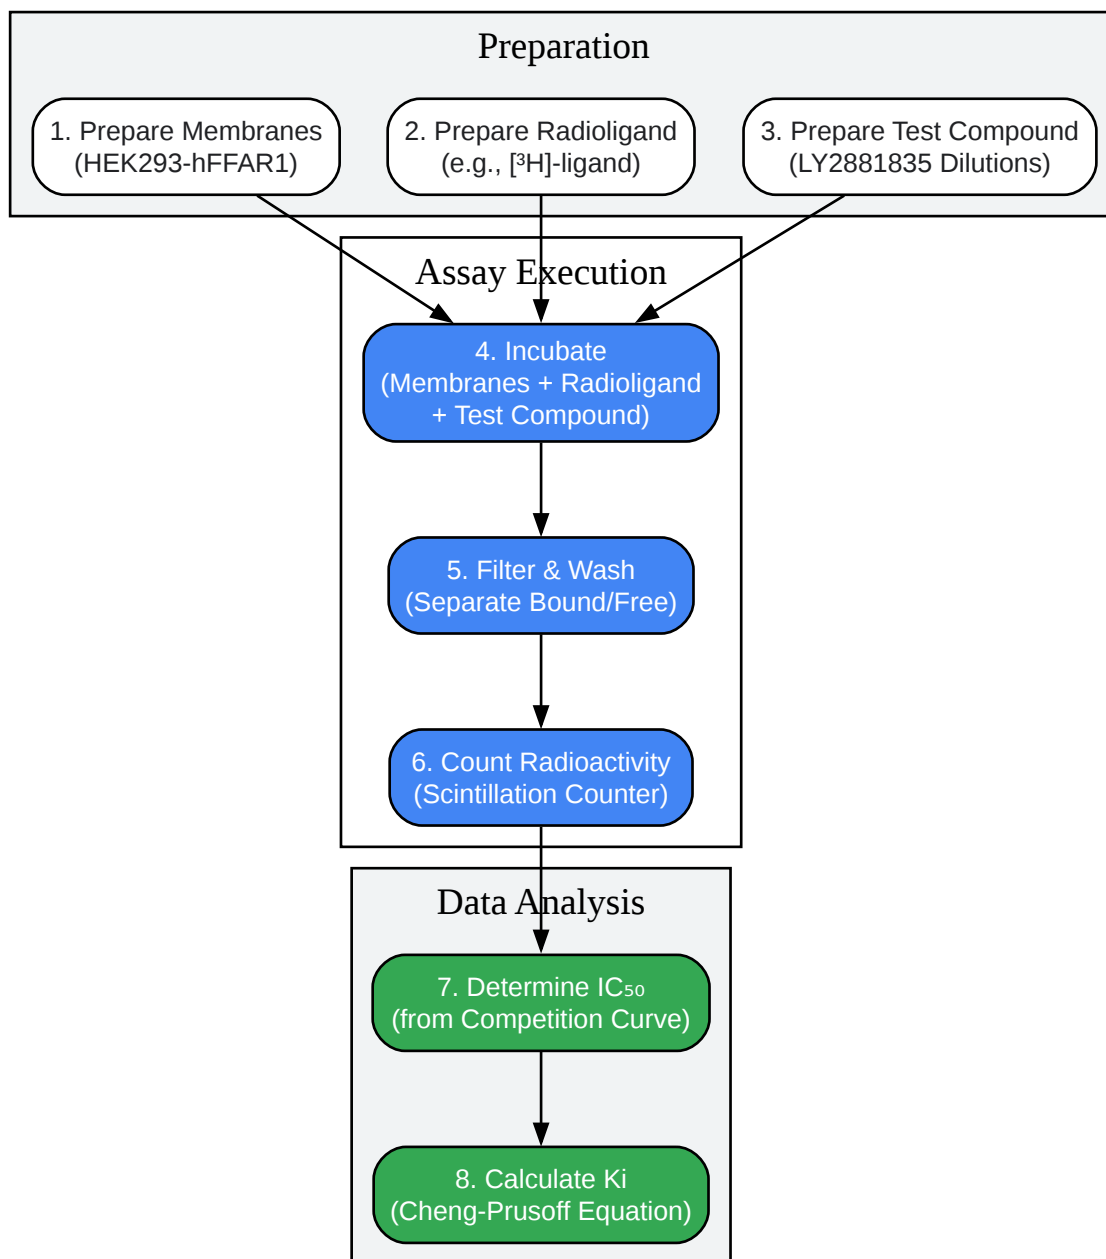 Preparation
1. Prepare Membranes
(HEK293-hFFAR1)
2. Prepare Radioligand
(e.g., [³H]-ligand)
3. Prepare Test Compound
(LY2881835 Dilutions)
Assay Execution
4. Incubate
(Membranes + Radioligand
+ Test Compound)
5. Filter & Wash
(Separate Bound/Free)
6. Count Radioactivity
(Scintillation Counter)
Data Analysis
7. Determine IC₅₀
(from Competition Curve)
8. Calculate Ki
(Cheng-Prusoff Equation)